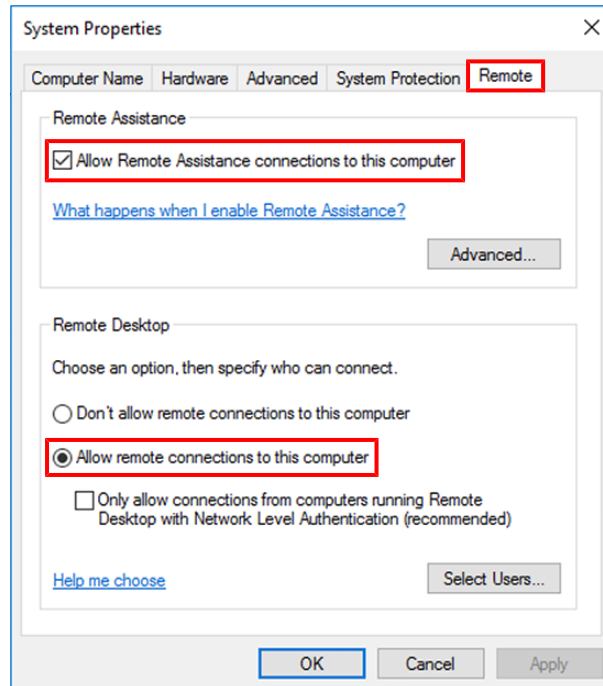 System Properties
Computer Name Hardware Advanced System Protection Remote
Remote Assistance
Allow Remote Assistance connections to this computer
What happens when I enable Remote Assistance?
Advanced...
Remote Desktop
Choose an option, then specify who can connect.
Don't allow remote connections to this computer
Allow remote connections to this computer
Only allow connections from computers running Remote
Desktop with Network Level Authentication (recommended)
Help me choose Select Users...
OK Cancel Apply